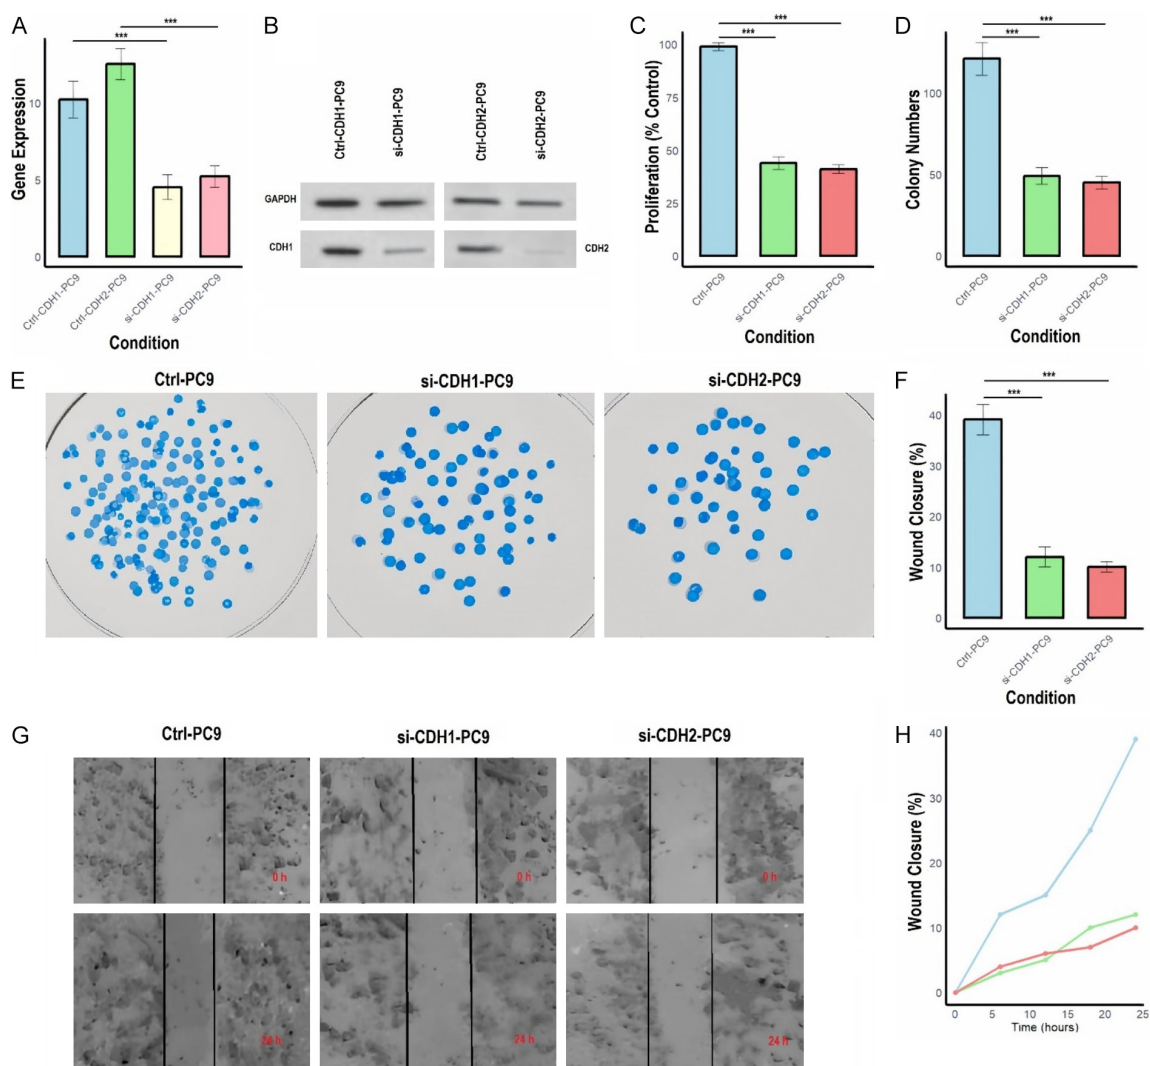 A
***
***
Gene Expression
10
5
0
Ctrl-CDH1-PC9
Ctrl-CDH2-PC9
si-CDH1-PC9
si-CDH2-PC9
Condition
B
Ctrl-CDH1-PC9
si-CDH1-PC9
Ctrl-CDH2-PC9
si-CDH2-PC9
GAPDH
CDH1
CDH2
C
***
***
Proliferation (% Control)
100
75
50
25
0
Ctrl-PC9
si-CDH1-PC9
si-CDH2-PC9
Condition
D
***
***
Colony Numbers
100
50
0
Ctrl-PC9
si-CDH1-PC9
si-CDH2-PC9
Condition
E
Ctrl-PC9
si-CDH1-PC9
si-CDH2-PC9
F
***
***
Wound Closure (%)
40
30
20
10
0
Ctrl-PC9
si-CDH1-PC9
si-CDH2-PC9
Condition
G
Ctrl-PC9
si-CDH1-PC9
si-CDH2-PC9
0 h
0 h
0 h
24 h
24 h
24 h
H
Wound Closure (%)
40
30
20
10
0
0
5
10
15
20
25
Time (hours)